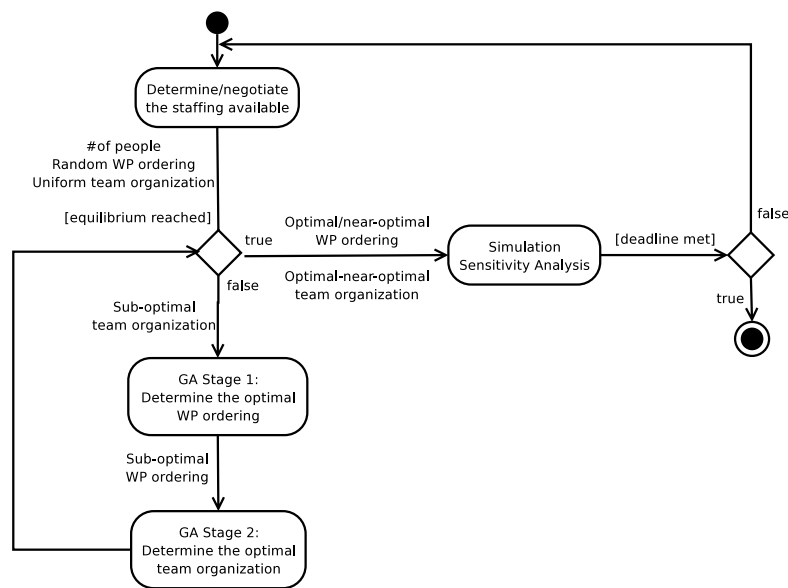 Determine/negotiate
the staffing available
#of people
Random WP ordering
Uniform team organization
[equilibrium reached]
true
false
Optimal/near-optimal
WP ordering
Optimal-near-optimal
team organization
Simulation
Sensitivity Analysis
[deadline met]
false
true
Sub-optimal
team organization
GA Stage 1:
Determine the optimal
WP ordering
Sub-optimal
WP ordering
GA Stage 2:
Determine the optimal
team organization